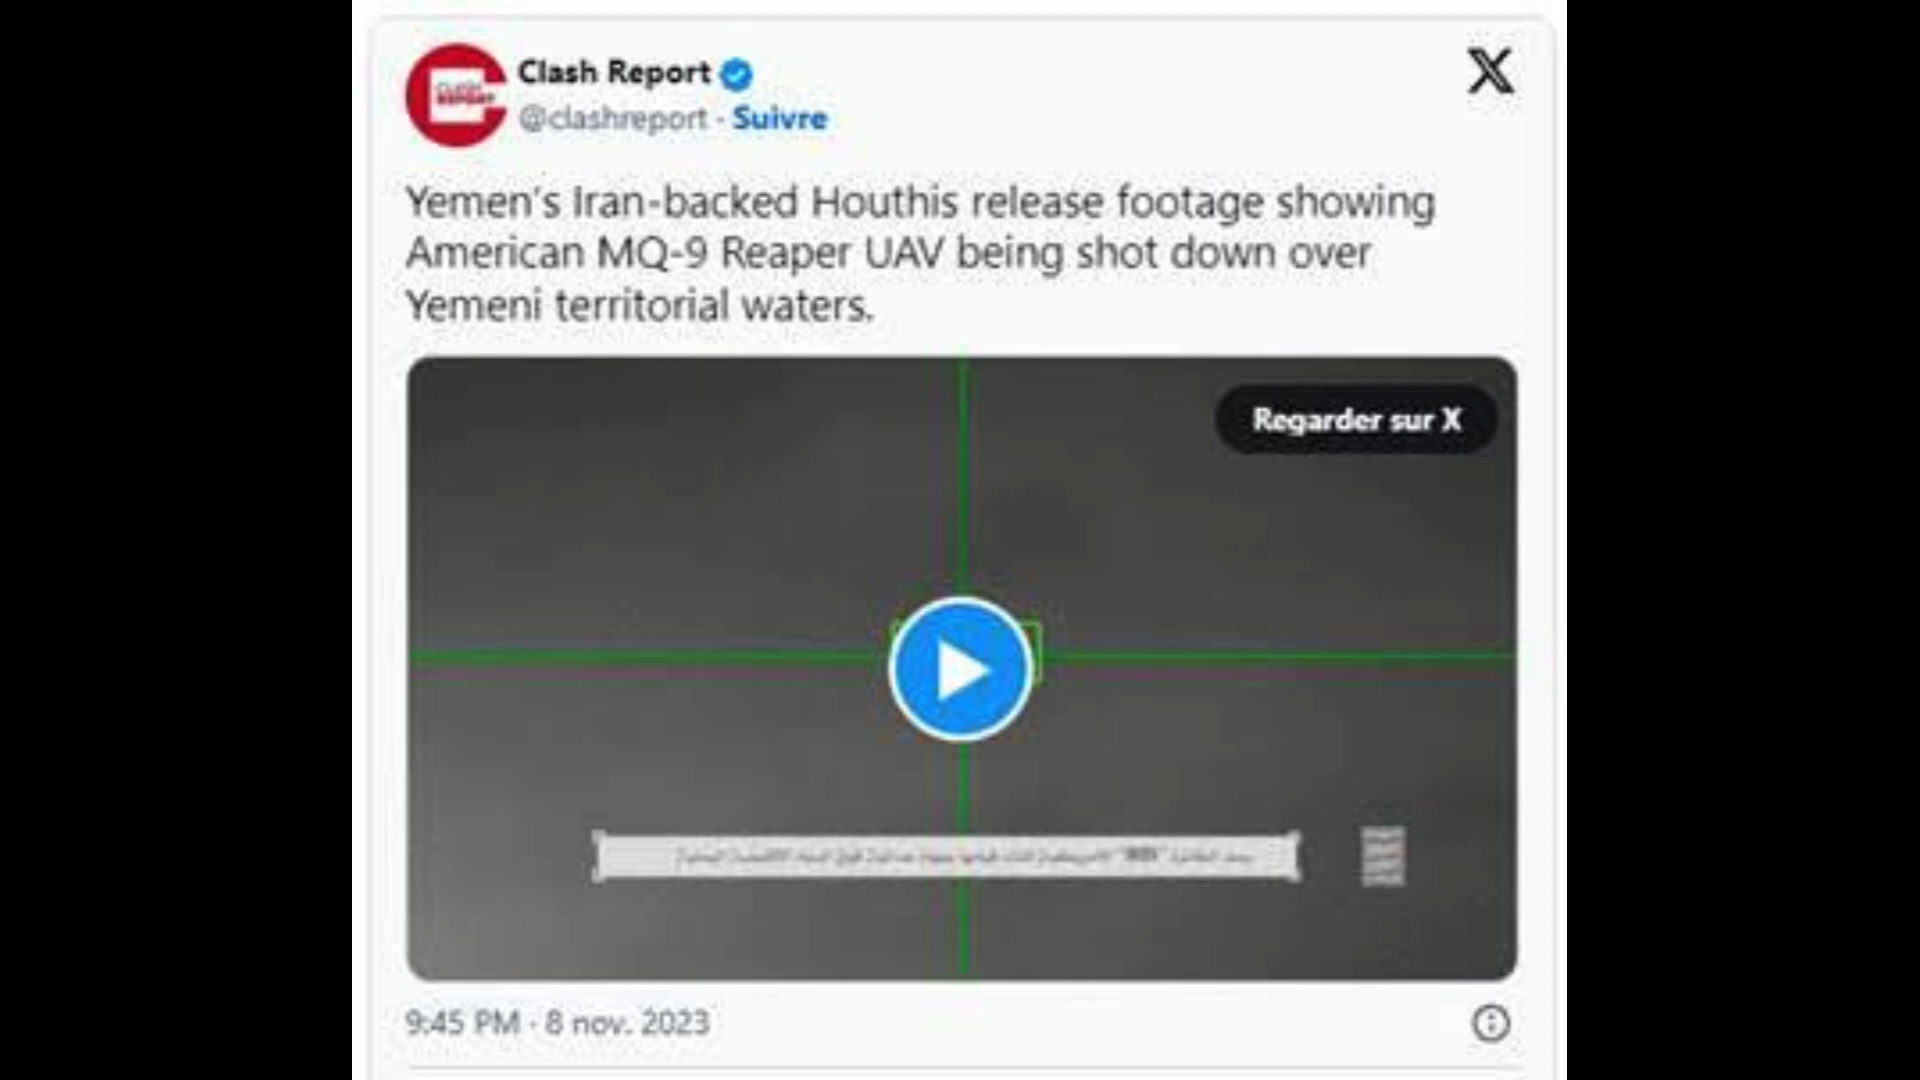 Clash Report
@clashreport · Suivre
Yemen's Iran-backed Houthis release footage showing
American MQ-9 Reaper UAV being shot down over
Yemeni territorial waters.
Regarder sur X
9:45 PM · 8 nov. 2023